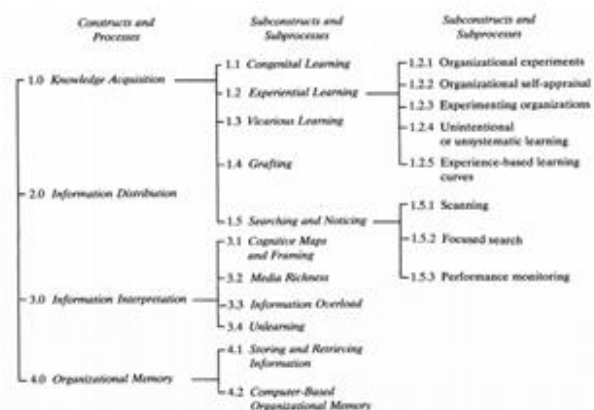 Constructs and
Processes
Subconstructs and
Subprocesses
Subconstructs and
Subprocesses
1.0 Knowledge Acquisition
1.1 Congenital Learning
1.2 Experiential Learning
1.2.1 Organizational experiments
1.2.2 Organizational self-appraisal
1.2.3 Experimenting organizations
1.2.4 Unintentional
or unsystematic learning
1.2.5 Experience-based learning
curves
1.3 Vicarious Learning
1.4 Grafting
1.5 Searching and Noticing
1.5.1 Scanning
1.5.2 Focused search
1.5.3 Performance monitoring
2.0 Information Distribution
3.0 Information Interpretation
3.1 Cognitive Maps
and Framing
3.2 Media Richness
3.3 Information Overload
3.4 Unlearning
4.0 Organizational Memory
4.1 Storing and Retrieving
Information
4.2 Computer-Based
Organizational Memory